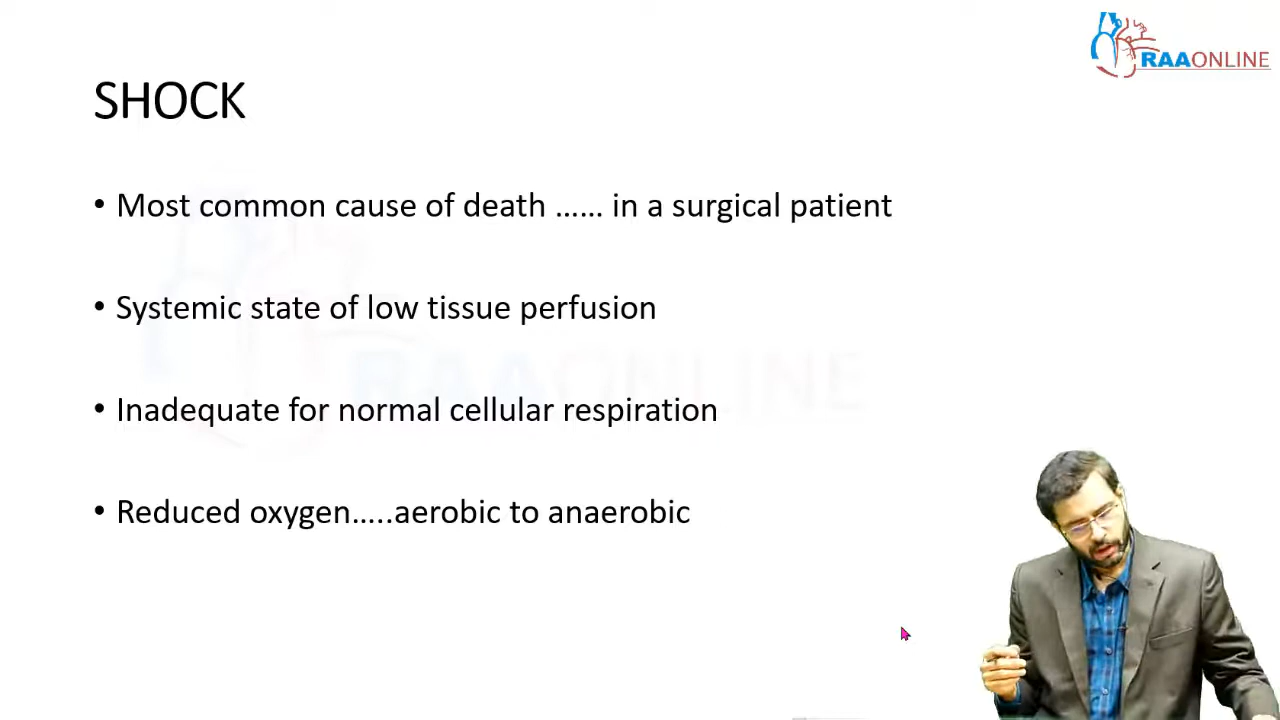 RAAONLINE
SHOCK
• Most common cause of death …… in a surgical patient
• Systemic state of low tissue perfusion
• Inadequate for normal cellular respiration
• Reduced oxygen…..aerobic to anaerobic
RAAONLINE